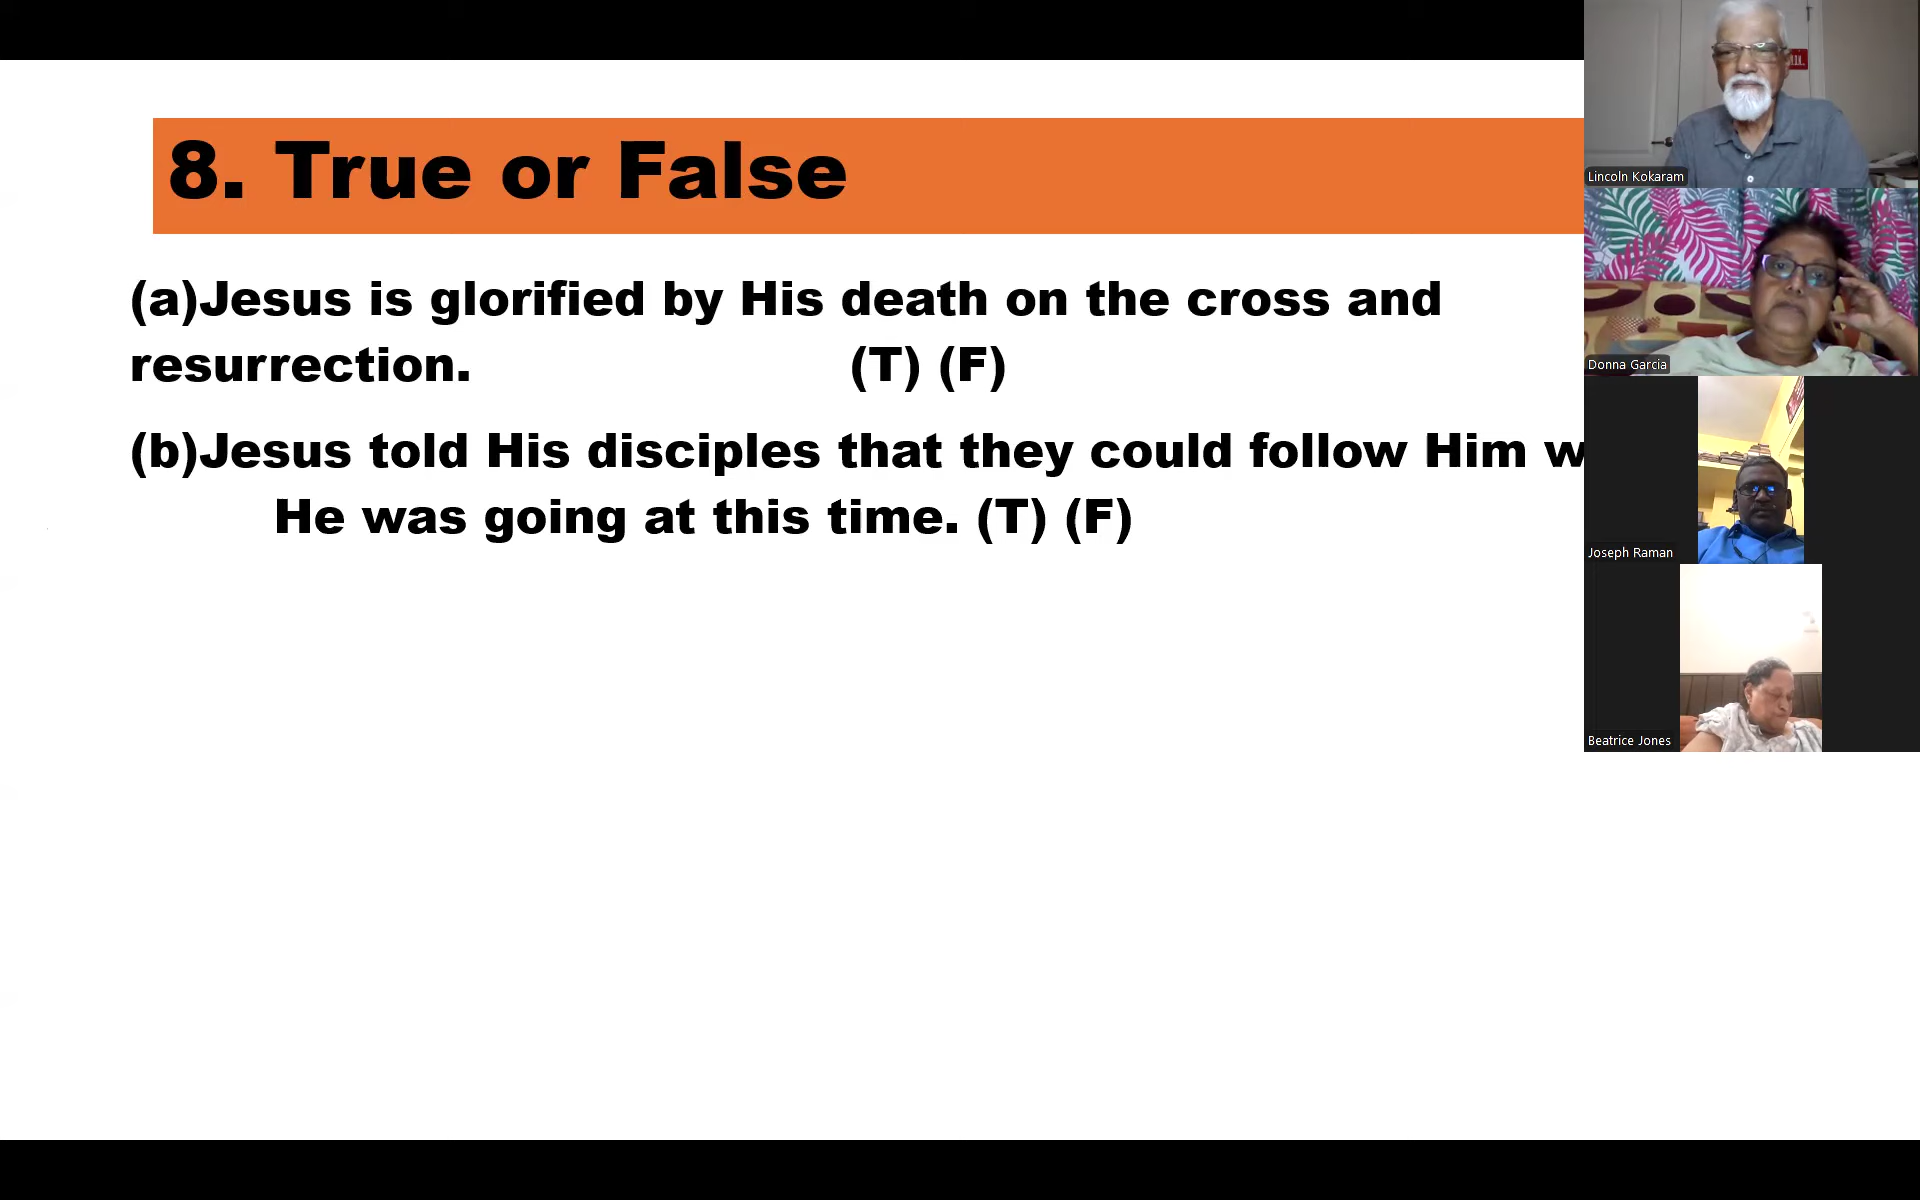 8. True or False
(a)Jesus is glorified by His death on the cross and
resurrection. (T) (F)
(b)Jesus told His disciples that they could follow Him
He was going at this time. (T) (F)
Lincoln Kokaram
Donna Garcia
Joseph Raman
Beatrice Jones